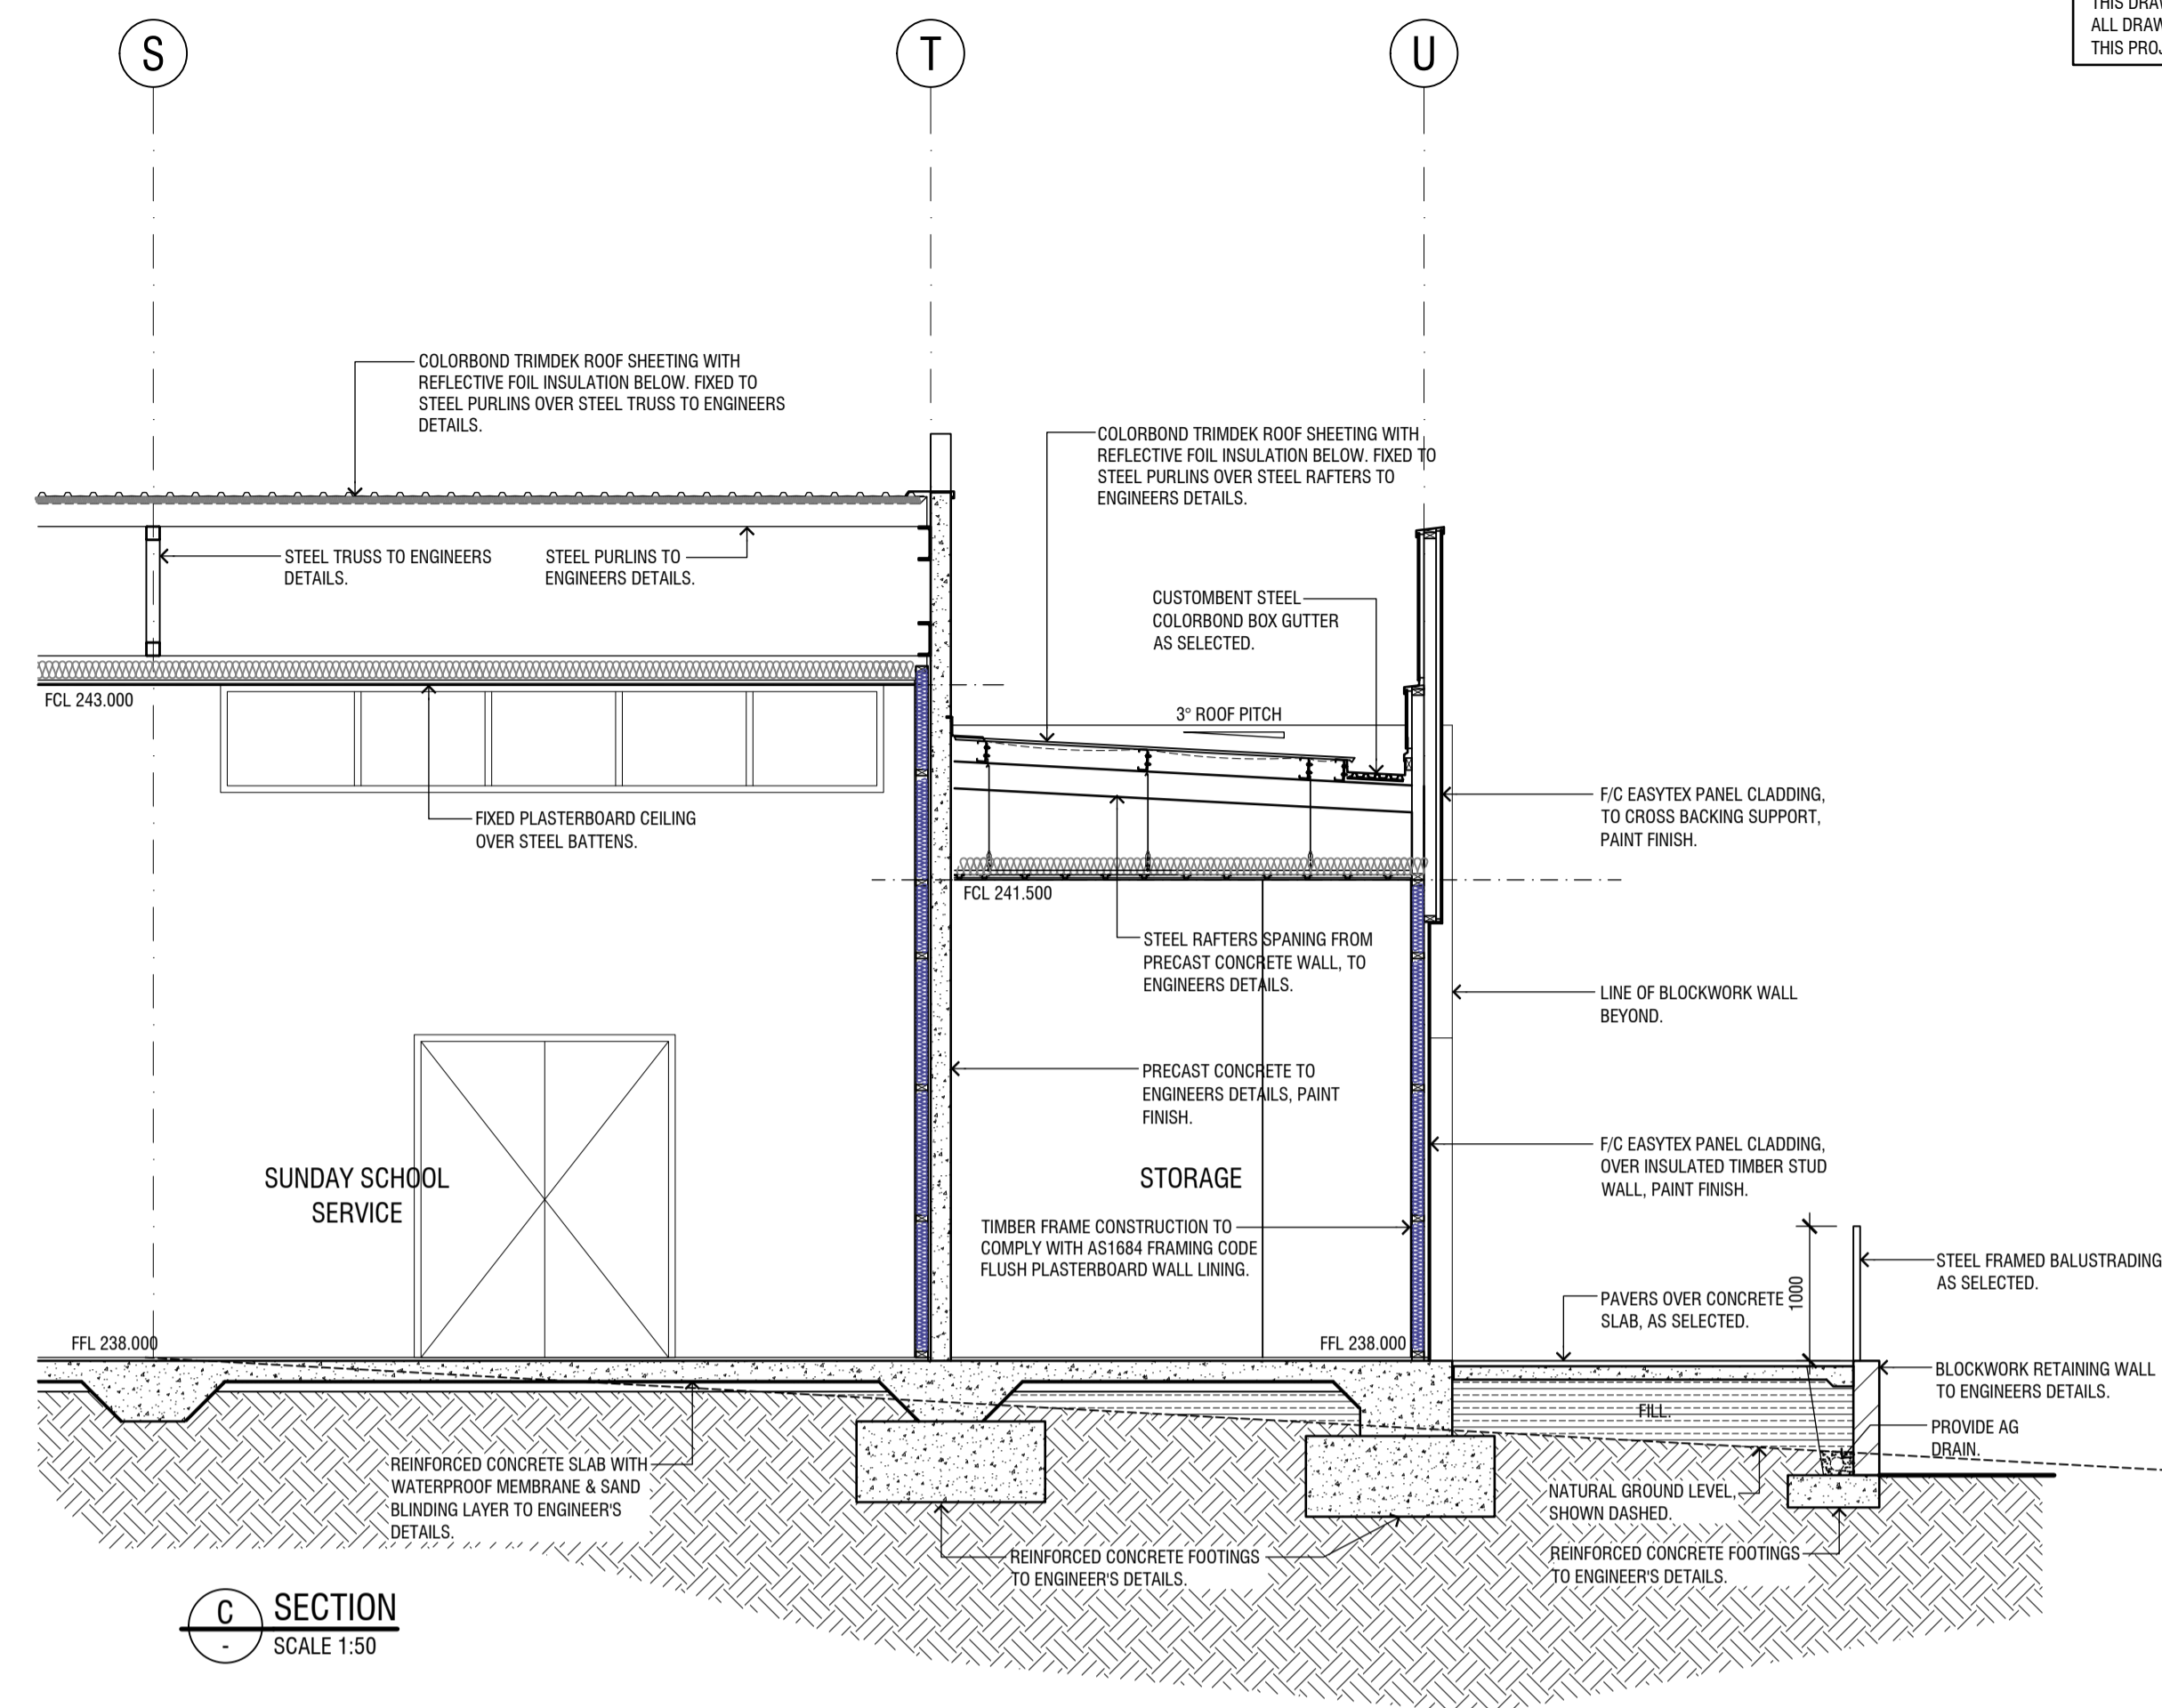 THIS DRAW
ALL DRAW
THIS PROJ
S
T
U
COLORBOND TRIMDEK ROOF SHEETING WITH
REFLECTIVE FOIL INSULATION BELOW. FIXED TO
STEEL PURLINS OVER STEEL TRUSS TO ENGINEERS
DETAILS.
COLORBOND TRIMDEK ROOF SHEETING WITH
REFLECTIVE FOIL INSULATION BELOW. FIXED TO
STEEL PURLINS OVER STEEL RAFTERS TO
ENGINEERS DETAILS.
STEEL TRUSS TO ENGINEERS
DETAILS.
STEEL PURLINS TO
ENGINEERS DETAILS.
CUSTOMBENT STEEL
COLORBOND BOX GUTTER
AS SELECTED.
FCL 243.000
3° ROOF PITCH
FIXED PLASTERBOARD CEILING
OVER STEEL BATTENS.
F/C EASYTEX PANEL CLADDING,
TO CROSS BACKING SUPPORT,
PAINT FINISH.
FCL 241.500
STEEL RAFTERS SPANING FROM
PRECAST CONCRETE WALL, TO
ENGINEERS DETAILS.
LINE OF BLOCKWORK WALL
BEYOND.
PRECAST CONCRETE TO
ENGINEERS DETAILS, PAINT
FINISH.
F/C EASYTEX PANEL CLADDING,
OVER INSULATED TIMBER STUD
WALL, PAINT FINISH.
SUNDAY SCHOOL
SERVICE
STORAGE
TIMBER FRAME CONSTRUCTION TO
COMPLY WITH AS1684 FRAMING CODE
FLUSH PLASTERBOARD WALL LINING.
STEEL FRAMED BALUSTRADING
AS SELECTED.
1000
PAVERS OVER CONCRETE
SLAB, AS SELECTED.
FFL 238.000
FFL 238.000
BLOCKWORK RETAINING WALL
TO ENGINEERS DETAILS.
FILL.
PROVIDE AG
DRAIN.
REINFORCED CONCRETE SLAB WITH
WATERPROOF MEMBRANE & SAND
BLINDING LAYER TO ENGINEER'S
DETAILS.
NATURAL GROUND LEVEL,
SHOWN DASHED.
REINFORCED CONCRETE FOOTINGS
TO ENGINEER'S DETAILS.
REINFORCED CONCRETE FOOTINGS
TO ENGINEER'S DETAILS.
C
-
SECTION
SCALE 1:50